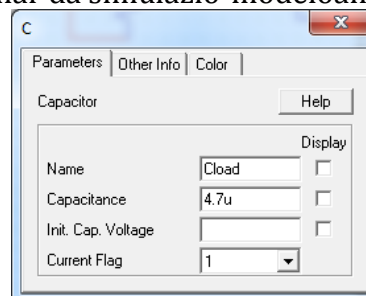 C
Parameters Other Info Color
Capacitor Help
Display
Name Cload
Capacitance 4.7u
Init. Cap. Voltage
Current Flag 1